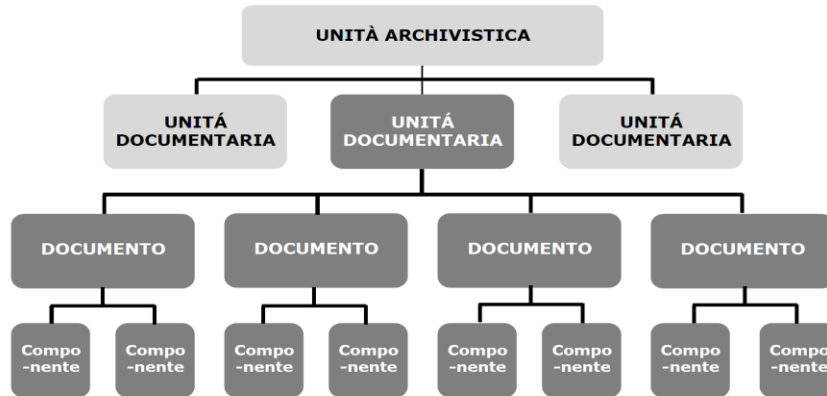 UNITÀ ARCHIVISTICA
UNITÁ
DOCUMENTARIA
UNITÁ
DOCUMENTARIA
UNITÁ
DOCUMENTARIA
DOCUMENTO
DOCUMENTO
DOCUMENTO
DOCUMENTO
Compo
-nente
Compo
-nente
Compo
-nente
Compo
-nente
Compo
-nente
Compo
-nente
Compo
-nente
Compo
-nente